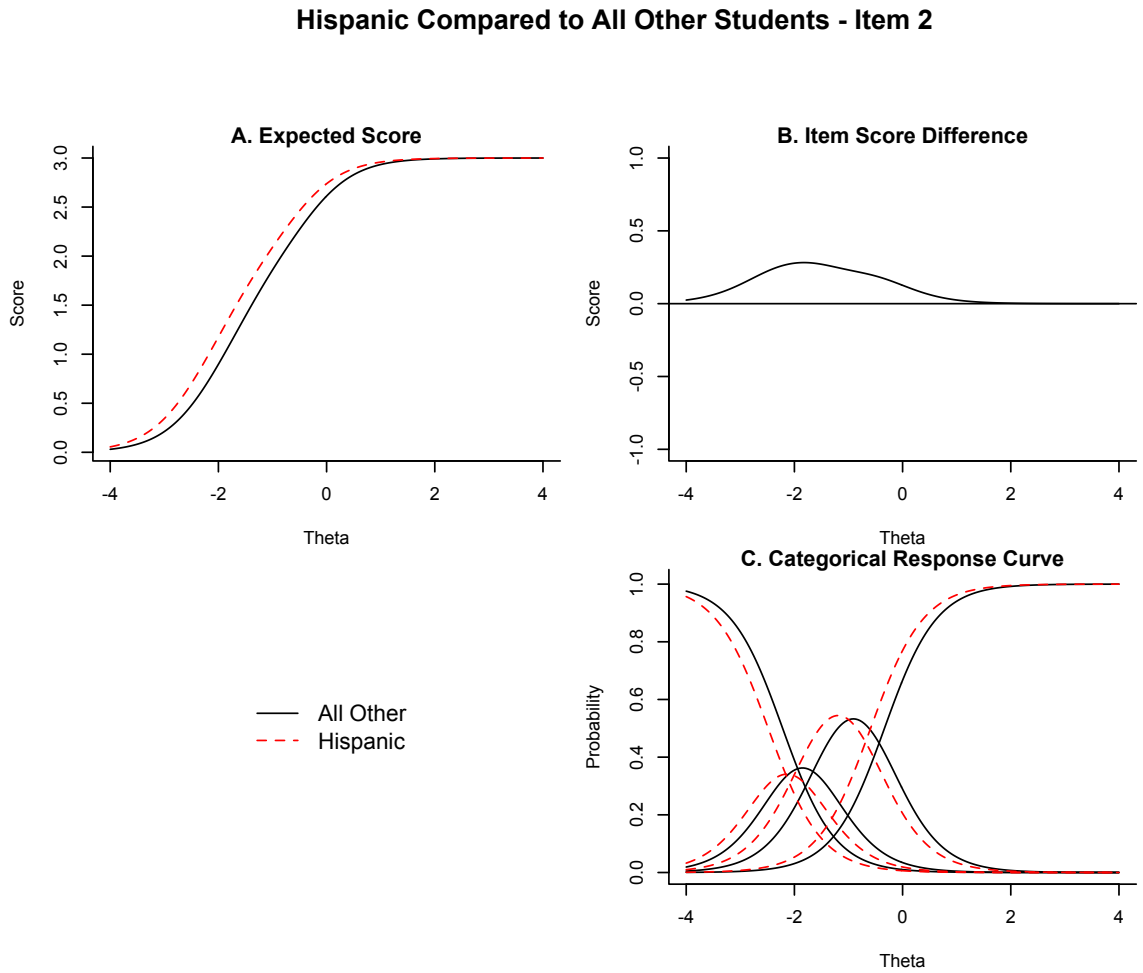 Hispanic Compared to All Other Students - Item 2
A. Expected Score
Score
0.0 0.5 1.0 1.5 2.0 2.5 3.0
-4 -2 0 2 4
Theta
B. Item Score Difference
Score
-1.0 -0.5 0.0 0.5 1.0
-4 -2 0 2 4
Theta
All Other
Hispanic
C. Categorical Response Curve
Probability
0.0 0.2 0.4 0.6 0.8 1.0
-4 -2 0 2 4
Theta